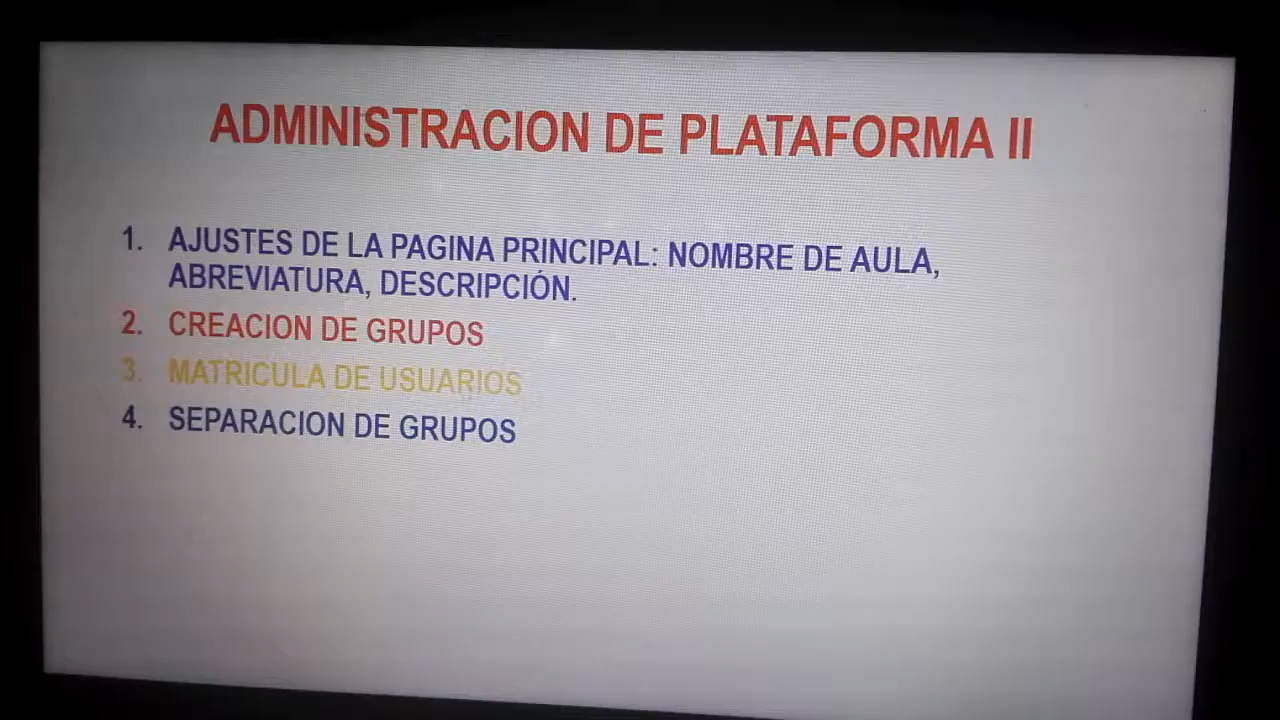 ADMINISTRACION DE PLATAFORMA II
1. AJUSTES DE LA PAGINA PRINCIPAL: NOMBRE DE AULA,
ABREVIATURA, DESCRIPCIÓN.
2. CREACION DE GRUPOS
3. MATRICULA DE USUARIOS
4. SEPARACION DE GRUPOS